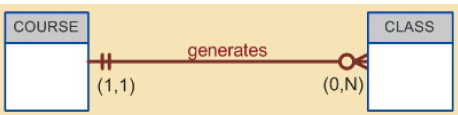 COURSE
CLASS
generates
(1,1)
(0,N)